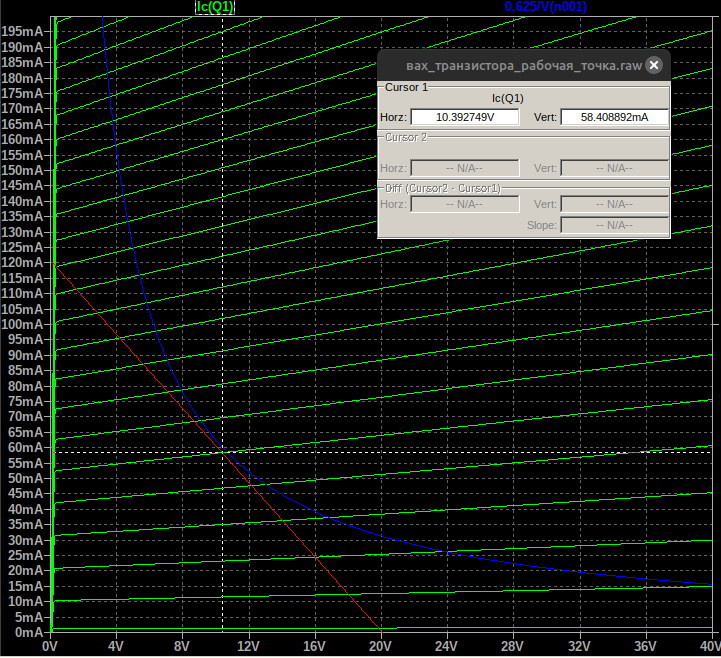 Ic(Q1) 0.625/V(n001)
195mA
190mA
185mA
180mA
175mA
170mA
165mA
160mA
155mA
150mA
145mA
140mA
135mA
130mA
125mA
120mA
115mA
110mA
105mA
100mA
95mA
90mA
85mA
80mA
75mA
70mA
65mA
60mA
55mA
50mA
45mA
40mA
35mA
30mA
25mA
20mA
15mA
10mA
5mA
0mA
0V 4V 8V 12V 16V 20V 24V 28V 32V 36V 40V
вах_транзистора_рабочая_точка.raw
Cursor 1
Ic(Q1)
Horz: 10.392749V Vert: 58.408892mA
Cursor 2
Horz: -- N/A-- Vert: -- N/A--
Diff (Cursor2 - Cursor1)
Horz: -- N/A-- Vert: -- N/A--
Slope: -- N/A--